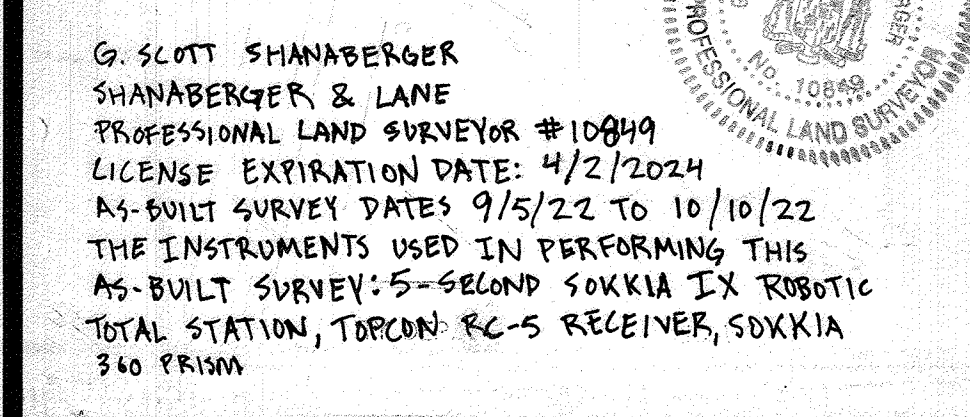 G. SCOTT SHANABERGER
SHANABERGER & LANE
PROFESSIONAL LAND SURVEYOR #10849
LICENSE EXPIRATION DATE: 4/2/2024
AS-BUILT SURVEY DATES 9/5/22 TO 10/10/22
THE INSTRUMENTS USED IN PERFORMING THIS
AS-BUILT SURVEY: 5-SECOND SOKKIA IX ROBOTIC
TOTAL STATION, TOPCON RC-5 RECEIVER, SOKKIA
360 PRISM
No. 10849
PROFESSIONAL LAND SURVEYOR